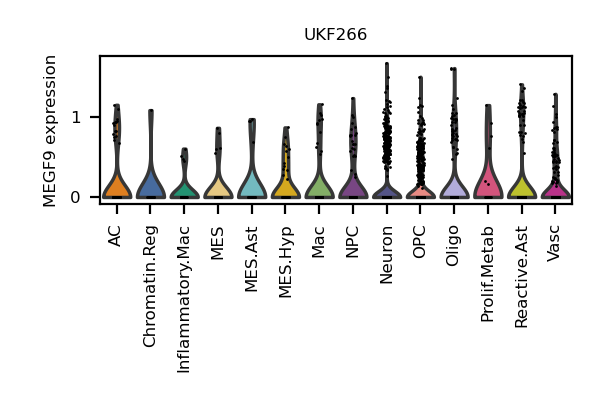 UKF266
MEGF9 expression
1
0
AC
Chromatin.Reg
Inflammatory.Mac
MES
MES.Ast
MES.Hyp
Mac
NPC
Neuron
OPC
Oligo
Prolif.Metab
Reactive.Ast
Vasc